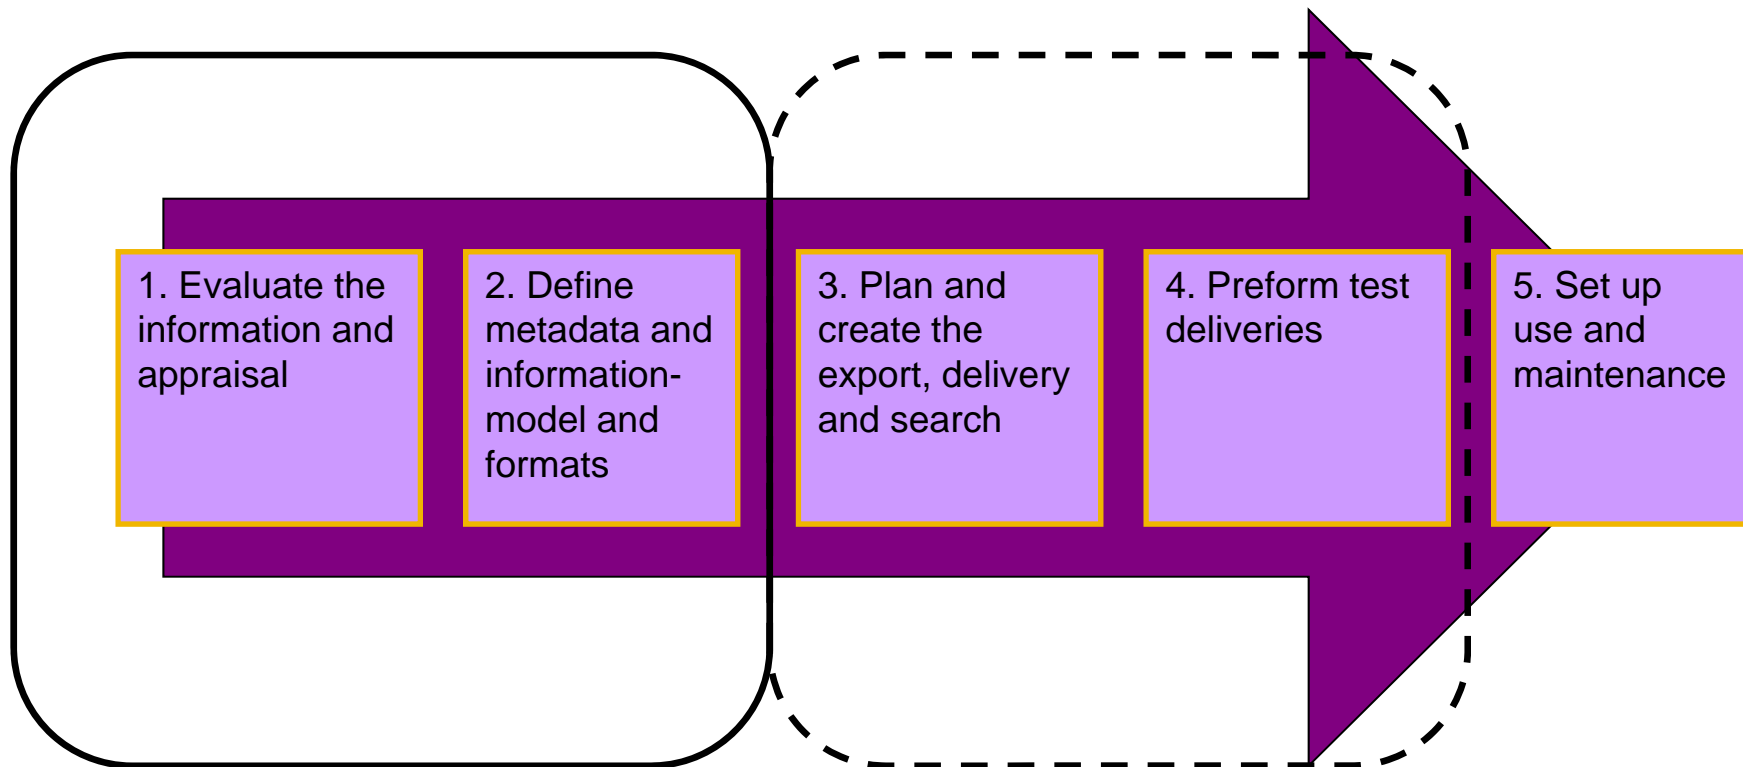 1. Evaluate the
information and
appraisal
2. Define
metadata and
information-
model and
formats
3. Plan and
create the
export, delivery
and search
4. Preform test
deliveries
5. Set up
use and
maintenance